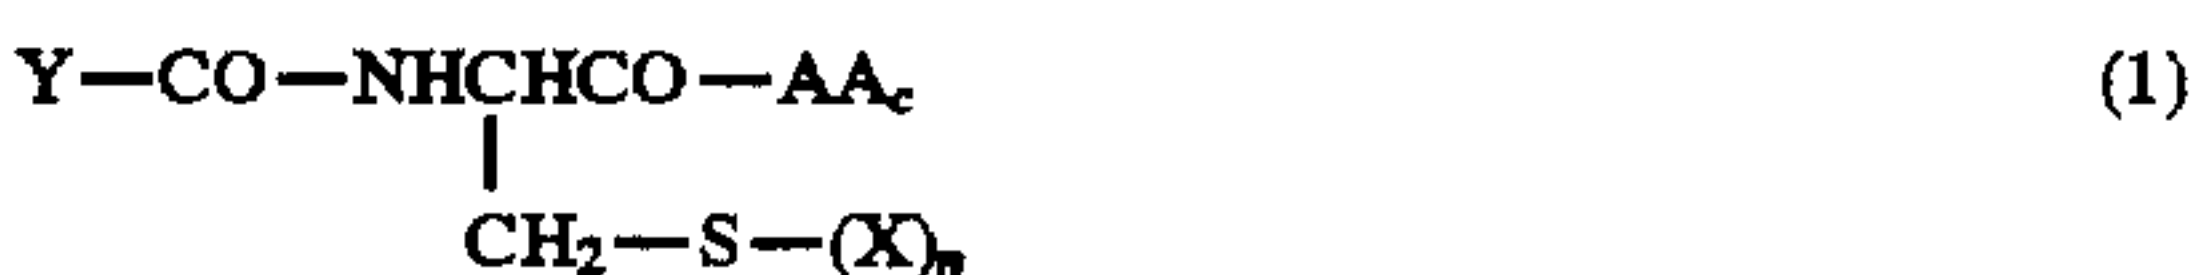 Y—CO—NHCHCO—AAc (1)
CH2—S—(X)n